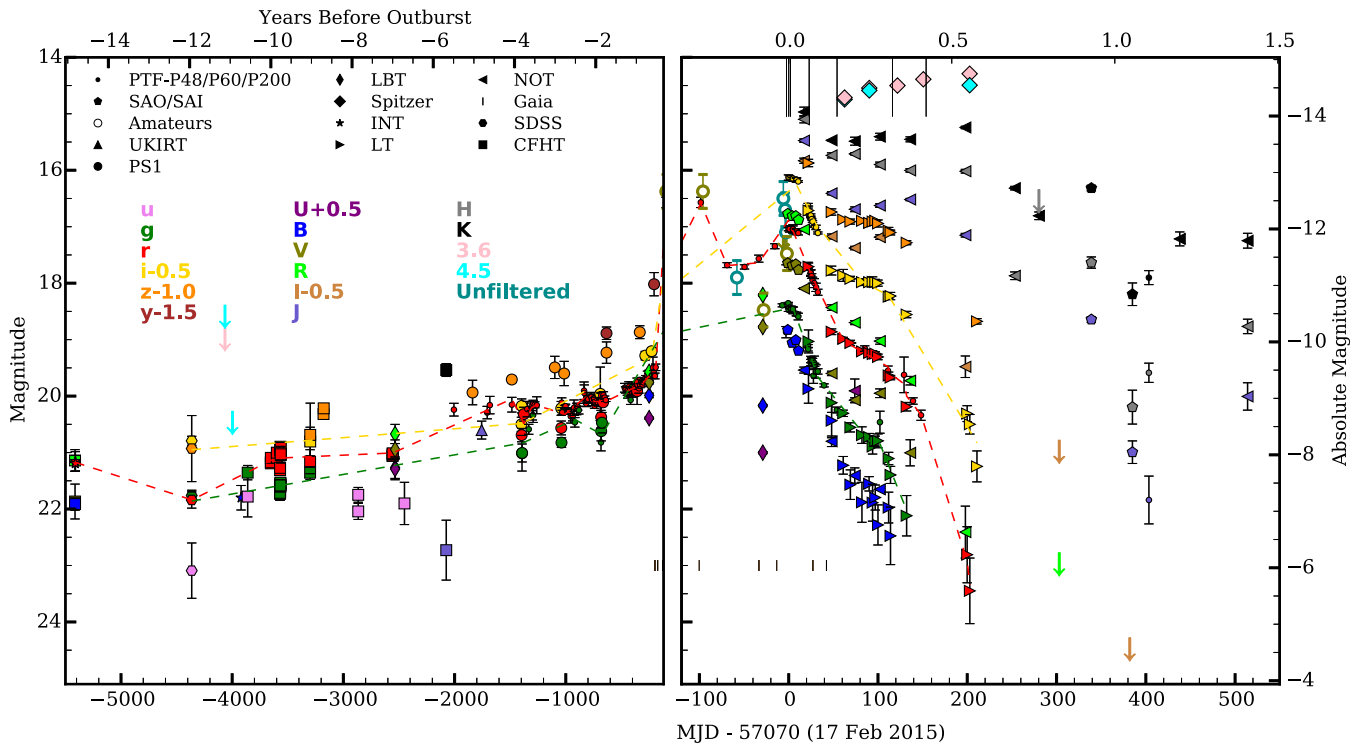 Years Before Outburst
−14 −12 −10 −8 −6 −4 −2 0.0 0.5 1.0 1.5
14 16 18 20 22 24
Magnitude
PTF-P48/P60/P200 LBT NOT
SAO/SAI Spitzer Gaia
Amateurs INT SDSS
UKIRT LT CFHT
PS1
u U+0.5 H
g B K
r V 3.6
i-0.5 R 4.5
z-1.0 I-0.5 Unfiltered
y-1.5 J
−14 −12 −10 −8 −6 −4
Absolute Magnitude
−5000 −4000 −3000 −2000 −1000 −100 0 100 200 300 400 500
MJD - 57070 (17 Feb 2015)